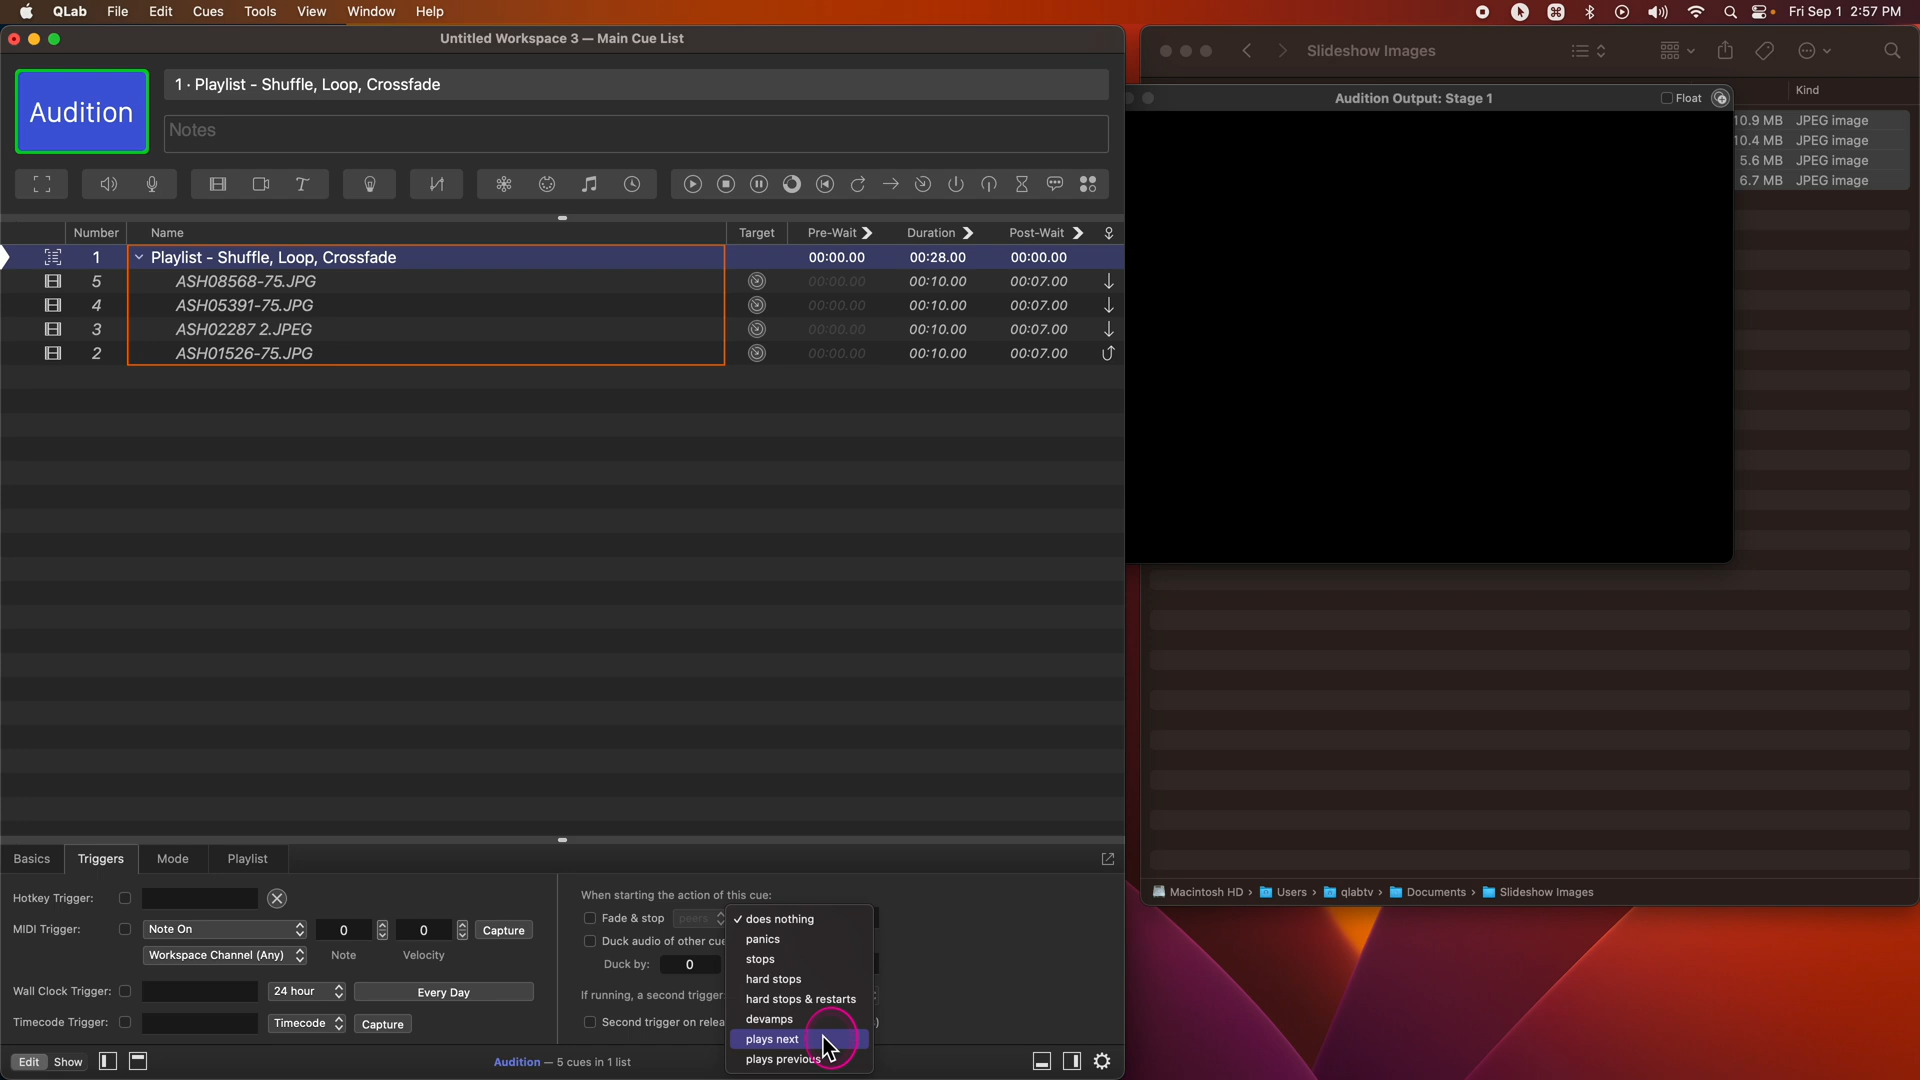 QLab File Edit Cues Tools View Window Help Fri Sep 1 2:57 PM
Untitled Workspace 3 — Main Cue List
Audition
1 · Playlist - Shuffle, Loop, Crossfade
Notes
Number Name Target Pre-Wait Duration Post-Wait
1 Playlist - Shuffle, Loop, Crossfade 00:00.00 00:28.00 00:00.00
5 ASH08568-75.JPG 00:00.00 00:10.00 00:07.00
4 ASH05391-75.JPG 00:00.00 00:10.00 00:07.00
3 ASH02287 2.JPEG 00:00.00 00:10.00 00:07.00
2 ASH01526-75.JPG 00:00.00 00:10.00 00:07.00
Slideshow Images
Kind
Audition Output: Stage 1 Float
10.9 MB JPEG image
10.4 MB JPEG image
5.6 MB JPEG image
6.7 MB JPEG image
Macintosh HD › Users › qlabtv › Documents › Slideshow Images
Basics Triggers Mode Playlist
Hotkey Trigger:
MIDI Trigger: Note On 0 0 Capture
Workspace Channel (Any) Note Velocity
Wall Clock Trigger: 24 hour Every Day
Timecode Trigger: Timecode Capture
When starting the action of this cue:
Fade & stop peers
Duck audio of other cue
Duck by: 0
If running, a second trigger
Second trigger on relea )
does nothing
panics
stops
hard stops
hard stops & restarts
devamps
plays next
plays previous
Edit Show Audition — 5 cues in 1 list